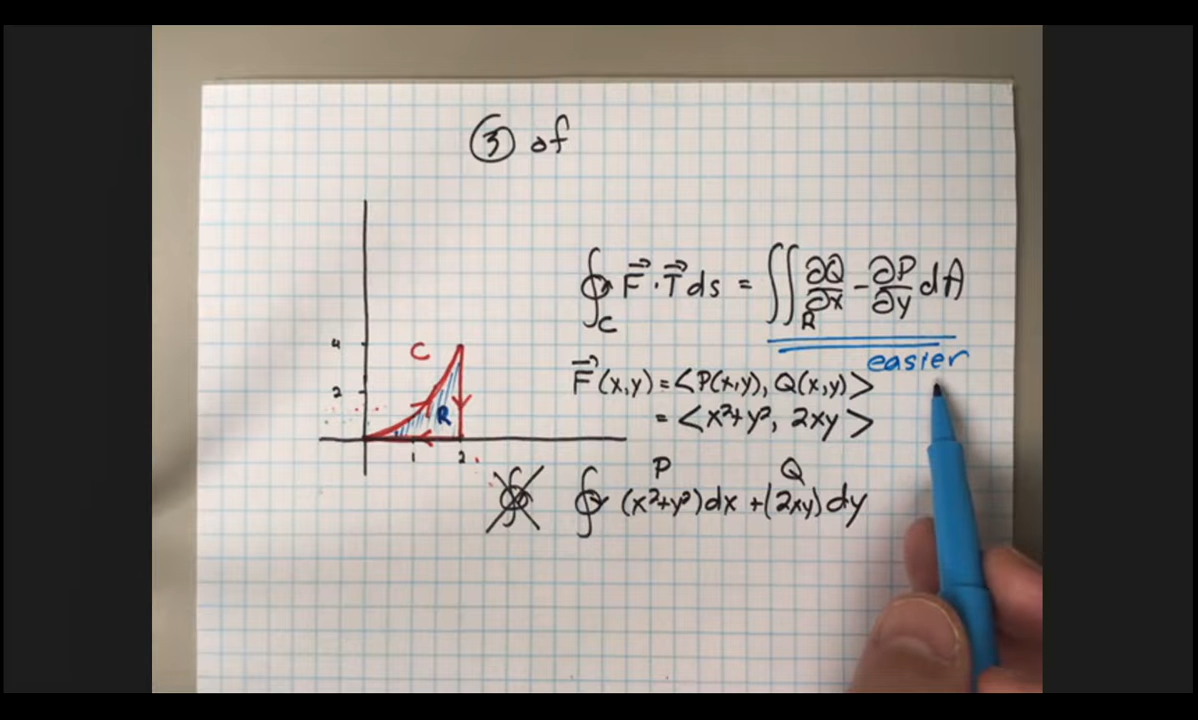 ③ of
∮_C F⃗ · T⃗ ds = ∬_R ∂Q/∂x - ∂P/∂y dA
easier
F⃗(x,y) = <P(x,y), Q(x,y)>
= <x²+y², 2xy>
P Q
∮ ∮ (x²+y²)dx + (2xy)dy
4
C
2
R
1 2